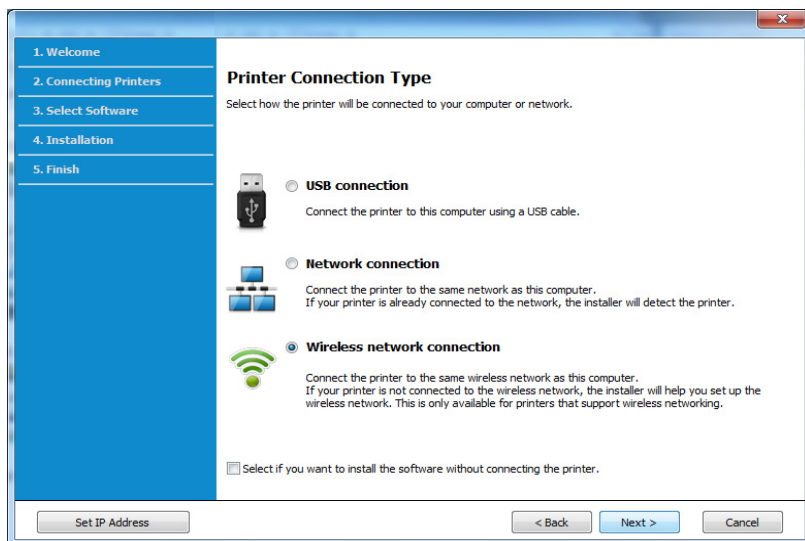 1. Welcome
2. Connecting Printers
3. Select Software
4. Installation
5. Finish
Printer Connection Type
Select how the printer will be connected to your computer or network.
USB connection
Connect the printer to this computer using a USB cable.
Network connection
Connect the printer to the same network as this computer.
If your printer is already connected to the network, the installer will detect the printer.
Wireless network connection
Connect the printer to the same wireless network as this computer.
If your printer is not connected to the wireless network, the installer will help you set up the
wireless network. This is only available for printers that support wireless networking.
Select if you want to install the software without connecting the printer.
Set IP Address
< Back
Next >
Cancel